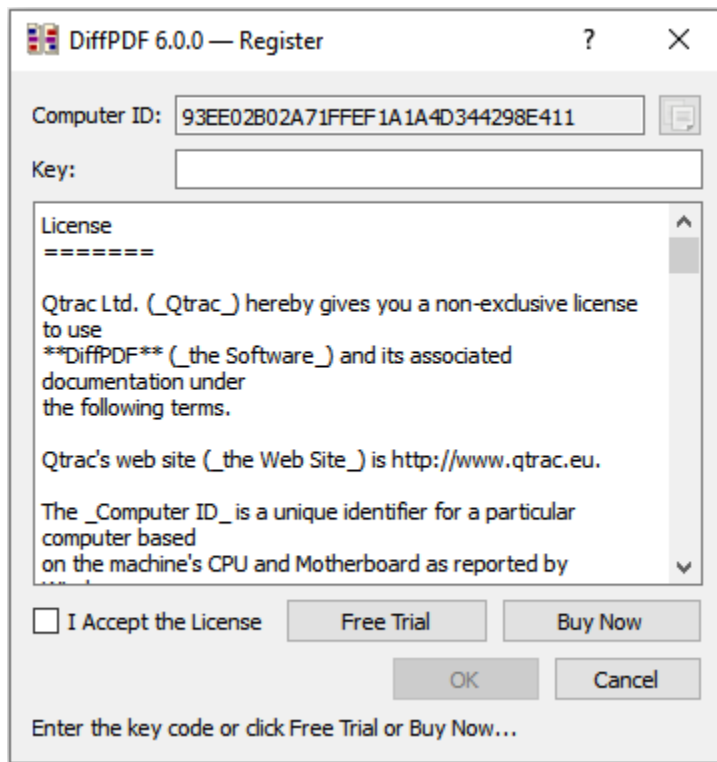 DiffPDF 6.0.0 — Register
Computer ID: 93EE02B02A71FFEF1A1A4D344298E411
Key:
License
=======
Qtrac Ltd. (_Qtrac_) hereby gives you a non-exclusive license
to use
**DiffPDF** (_the Software_) and its associated
documentation under
the following terms.
Qtrac's web site (_the Web Site_) is http://www.qtrac.eu.
The _Computer ID_ is a unique identifier for a particular
computer based
on the machine's CPU and Motherboard as reported by
I Accept the License Free Trial Buy Now
OK Cancel
Enter the key code or click Free Trial or Buy Now...